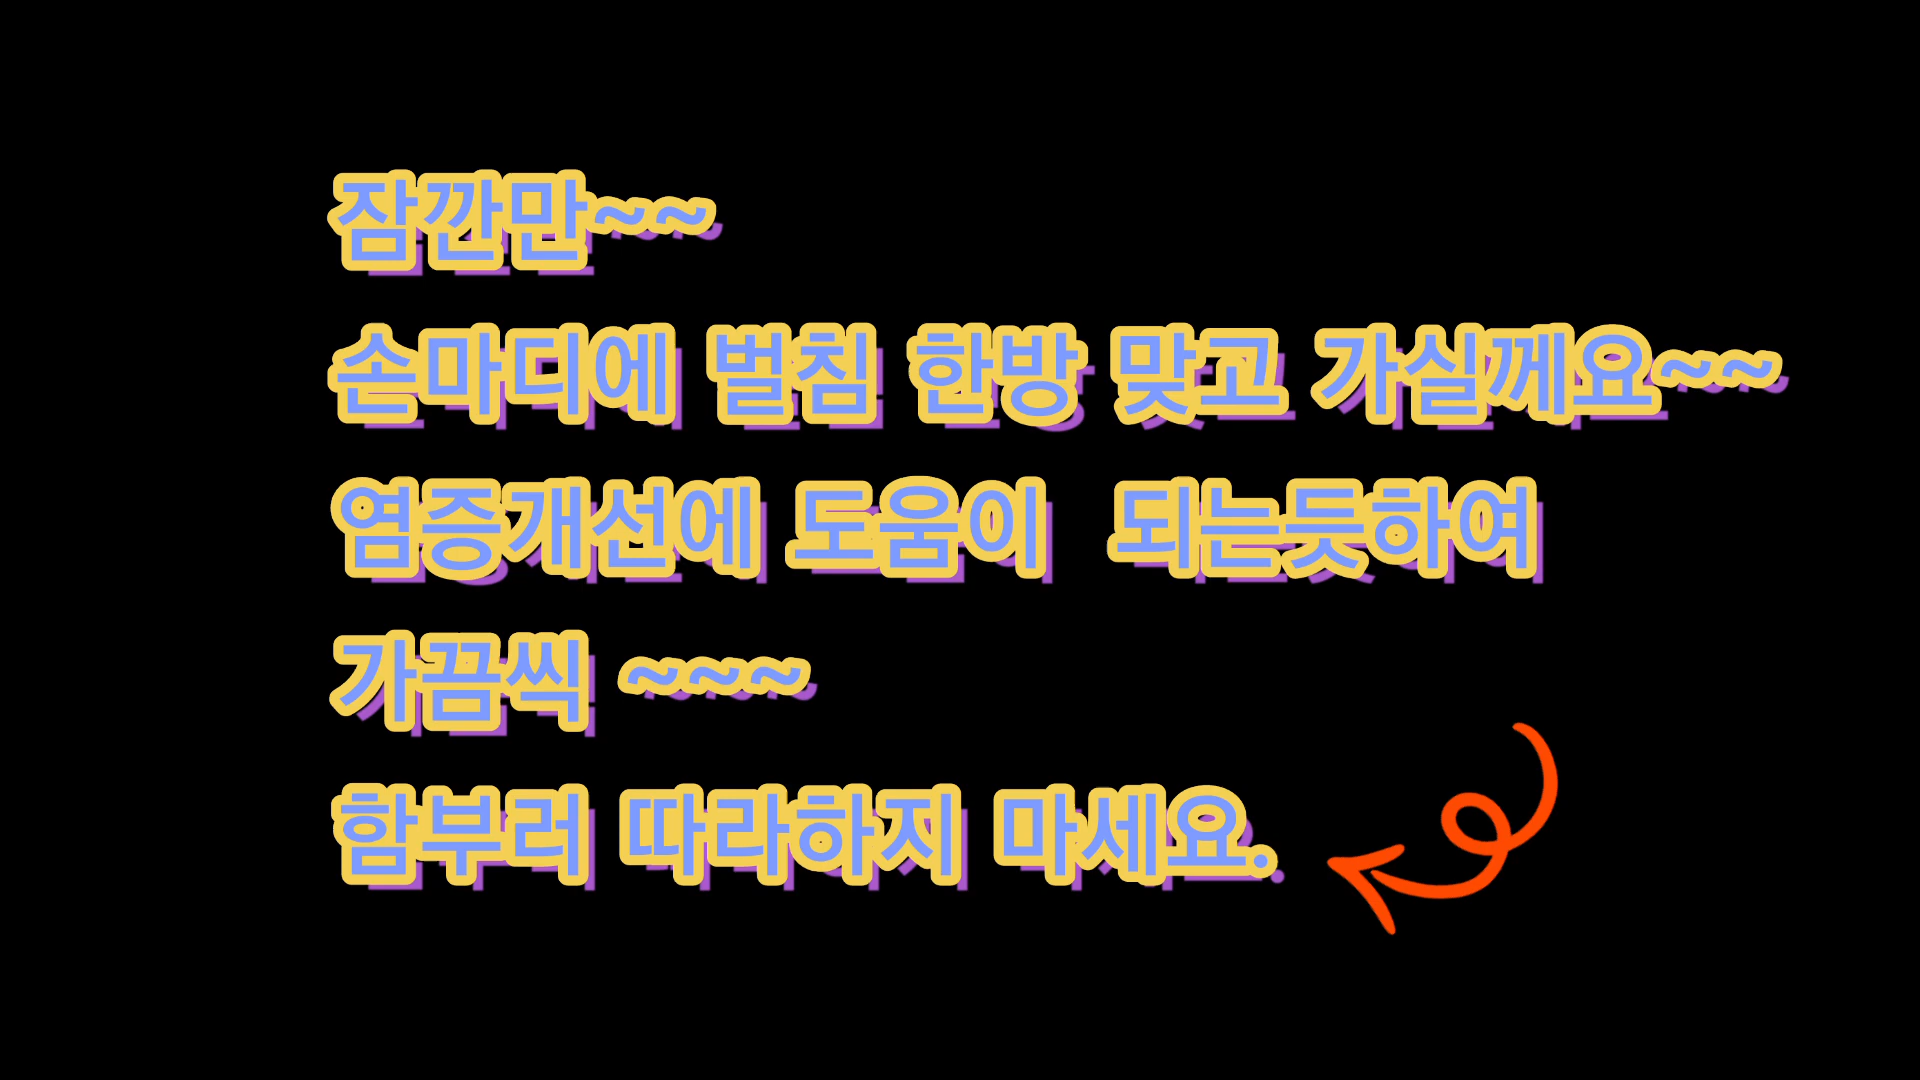 잠깐만~~
손마디에 벌침 한방 맞고 가실께요~~
염증개선에 도움이  되는듯하여
가끔씩 ~~~
함부러 따라하지 마세요.